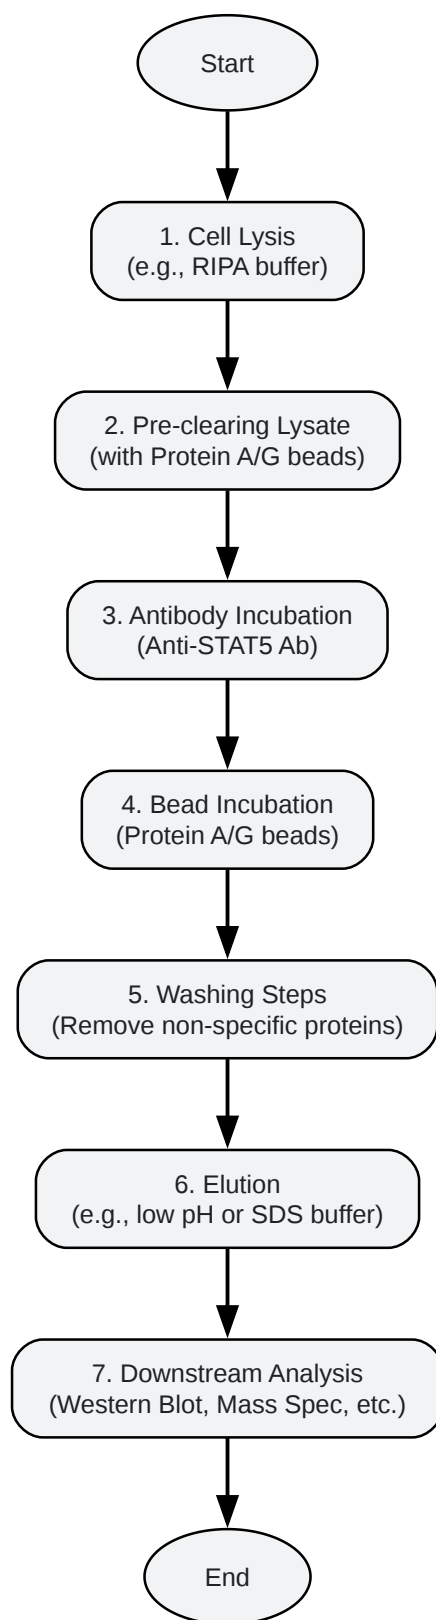 Start
1. Cell Lysis
(e.g., RIPA buffer)
2. Pre-clearing Lysate
(with Protein A/G beads)
3. Antibody Incubation
(Anti-STAT5 Ab)
4. Bead Incubation
(Protein A/G beads)
5. Washing Steps
(Remove non-specific proteins)
6. Elution
(e.g., low pH or SDS buffer)
7. Downstream Analysis
(Western Blot, Mass Spec, etc.)
End